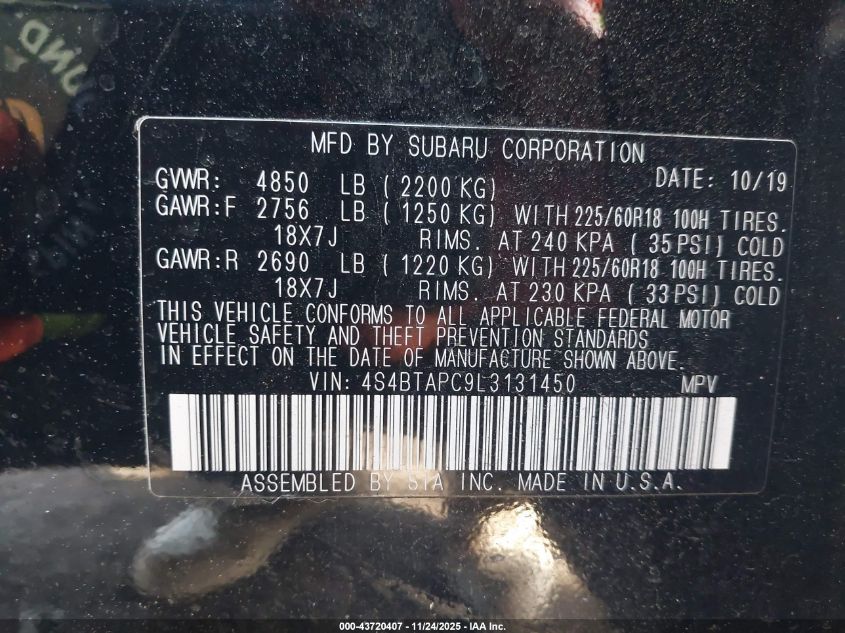 MFD BY SUBARU CORPORATION
GVWR: 4850 LB ( 2200 KG) DATE: 10/19
GAWR:F 2756 LB ( 1250 KG) WITH 225/60R18 100H TIRES.
18X7J RIMS. AT 240 KPA ( 35 PSI) COLD
GAWR:R 2690 LB ( 1220 KG) WITH 225/60R18 100H TIRES.
18X7J RIMS. AT 230 KPA ( 33 PSI) COLD
THIS VEHICLE CONFORMS TO ALL APPLICABLE FEDERAL MOTOR
VEHICLE SAFETY AND THEFT PREVENTION STANDARDS
IN EFFECT ON THE DATE OF MANUFACTURE SHOWN ABOVE.
VIN: 4S4BTAPC9L3131450 MPV
ASSEMBLED BY SIA INC. MADE IN U.S.A.
000-43720407 - 11/24/2025 - IAA Inc.